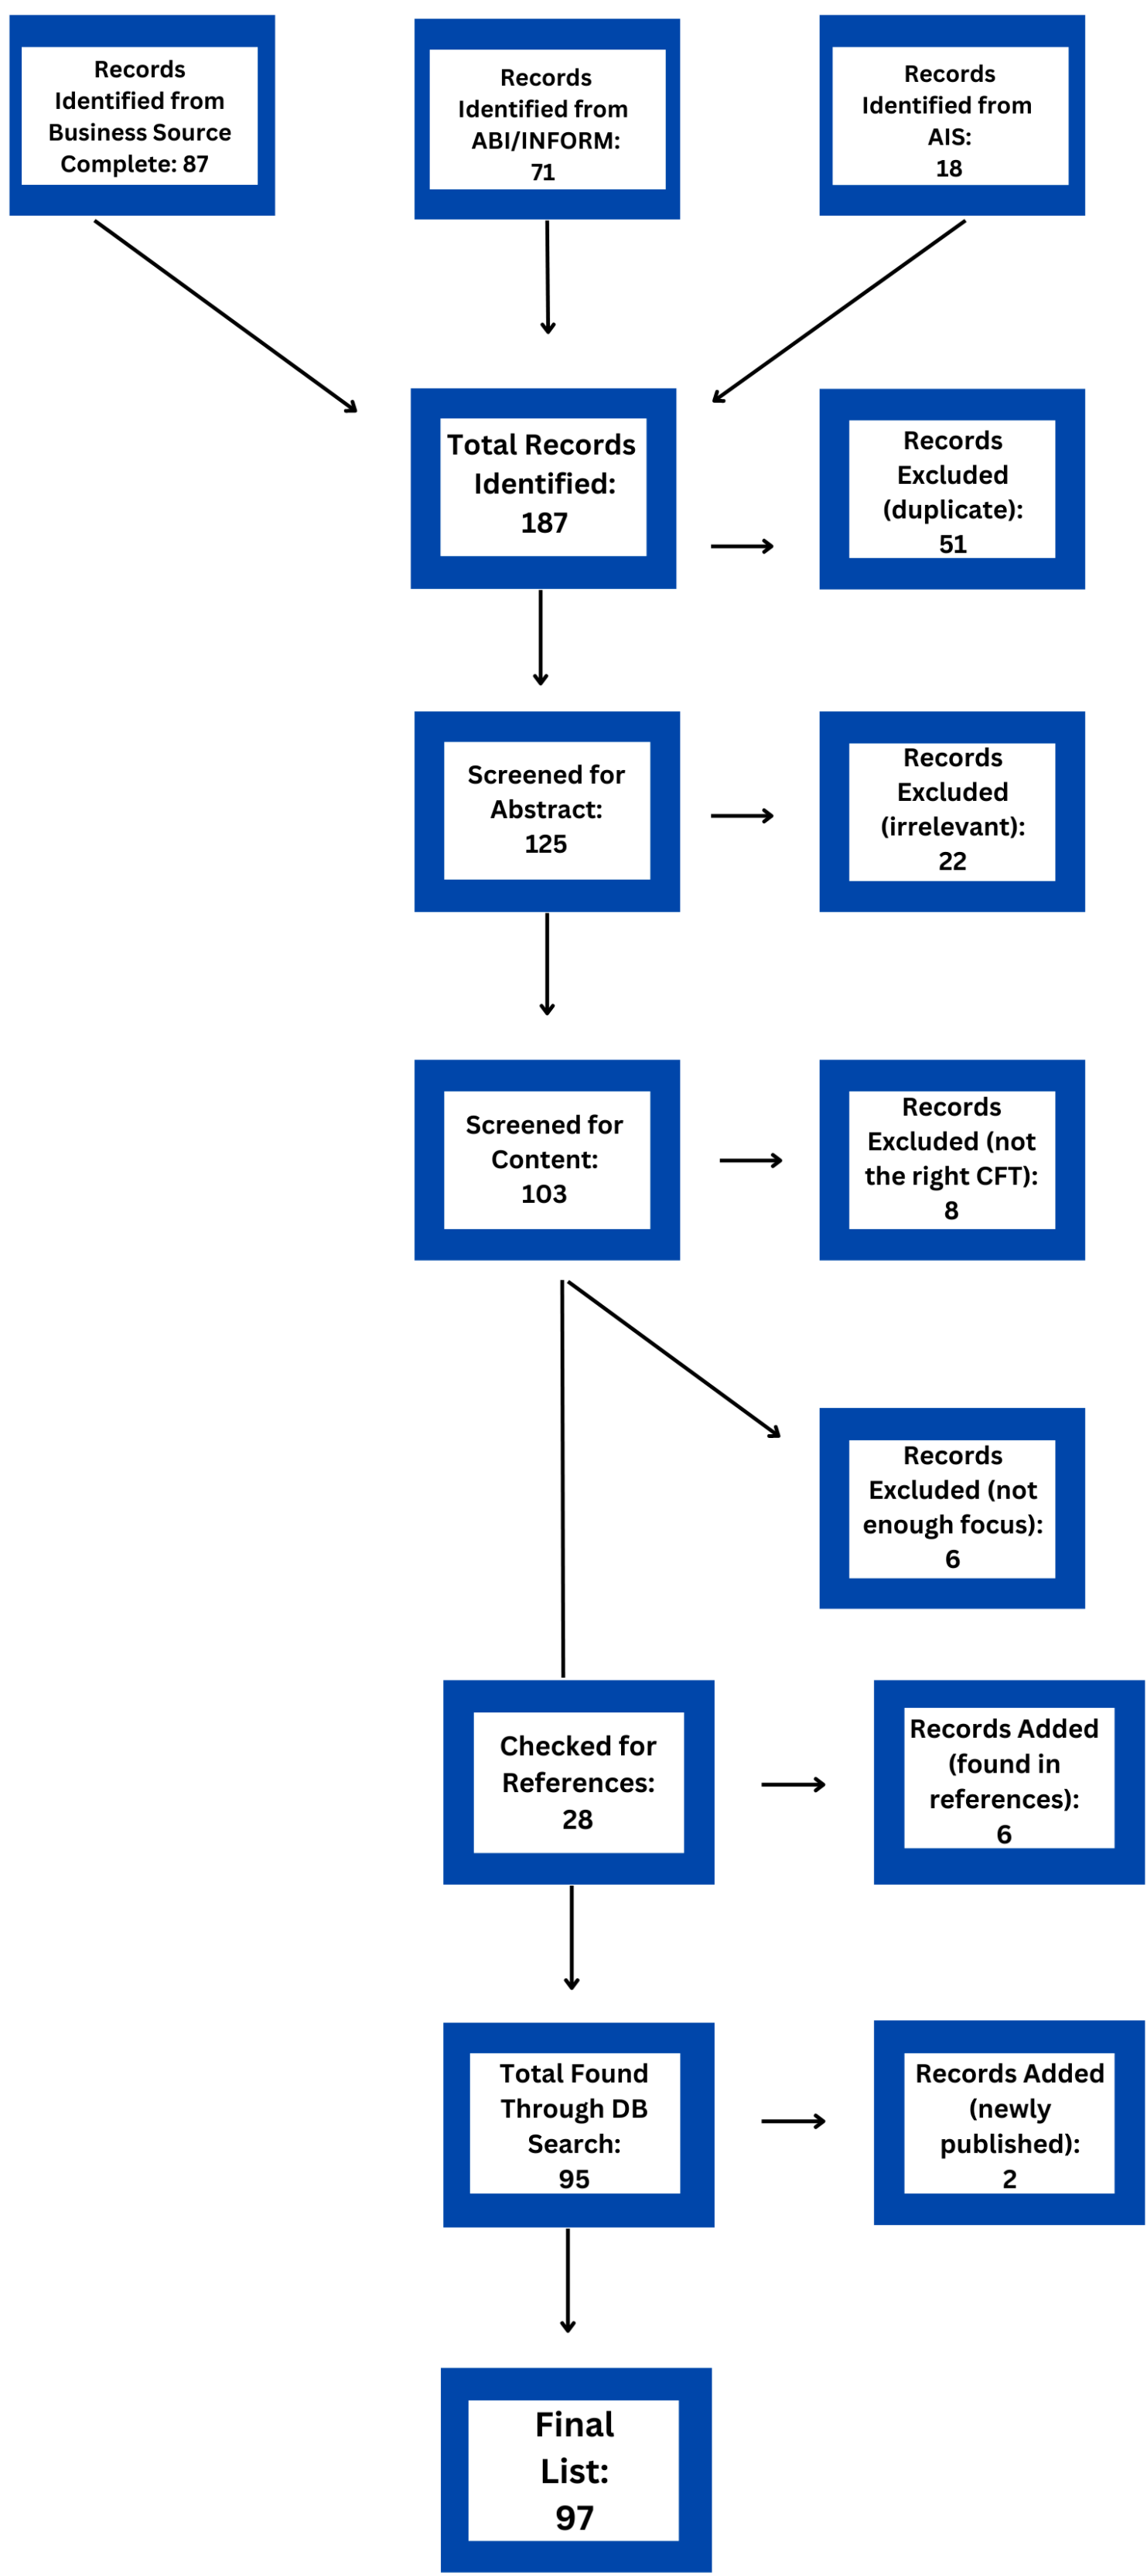 Records
Identified from
Business Source
Complete: 87
Records
Identified from
ABI/INFORM:
71
Records
Identified from
AIS:
18
Total Records
Identified:
187
Records
Excluded
(duplicate):
51
Screened for
Abstract:
125
Records
Excluded
(irrelevant):
22
Screened for
Content:
103
Records
Excluded (not
the right CFT):
8
Records
Excluded (not
enough focus):
6
Checked for
References:
28
Records Added
(found in
references):
6
Total Found
Through DB
Search:
95
Records Added
(newly
published):
2
Final
List:
97